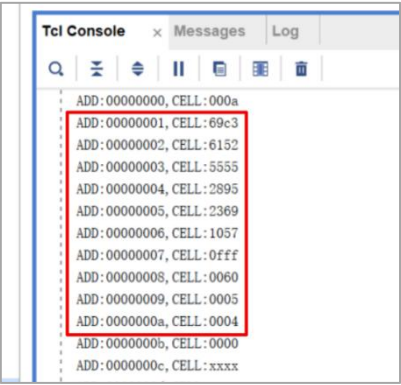 Tcl Console × Messages Log
ADD:00000000,CELL:000a
ADD:00000001,CELL:69c3
ADD:00000002,CELL:6152
ADD:00000003,CELL:5555
ADD:00000004,CELL:2895
ADD:00000005,CELL:2369
ADD:00000006,CELL:1057
ADD:00000007,CELL:0fff
ADD:00000008,CELL:0060
ADD:00000009,CELL:0005
ADD:0000000a,CELL:0004
ADD:0000000b,CELL:0000
ADD:0000000c,CELL:xxxx